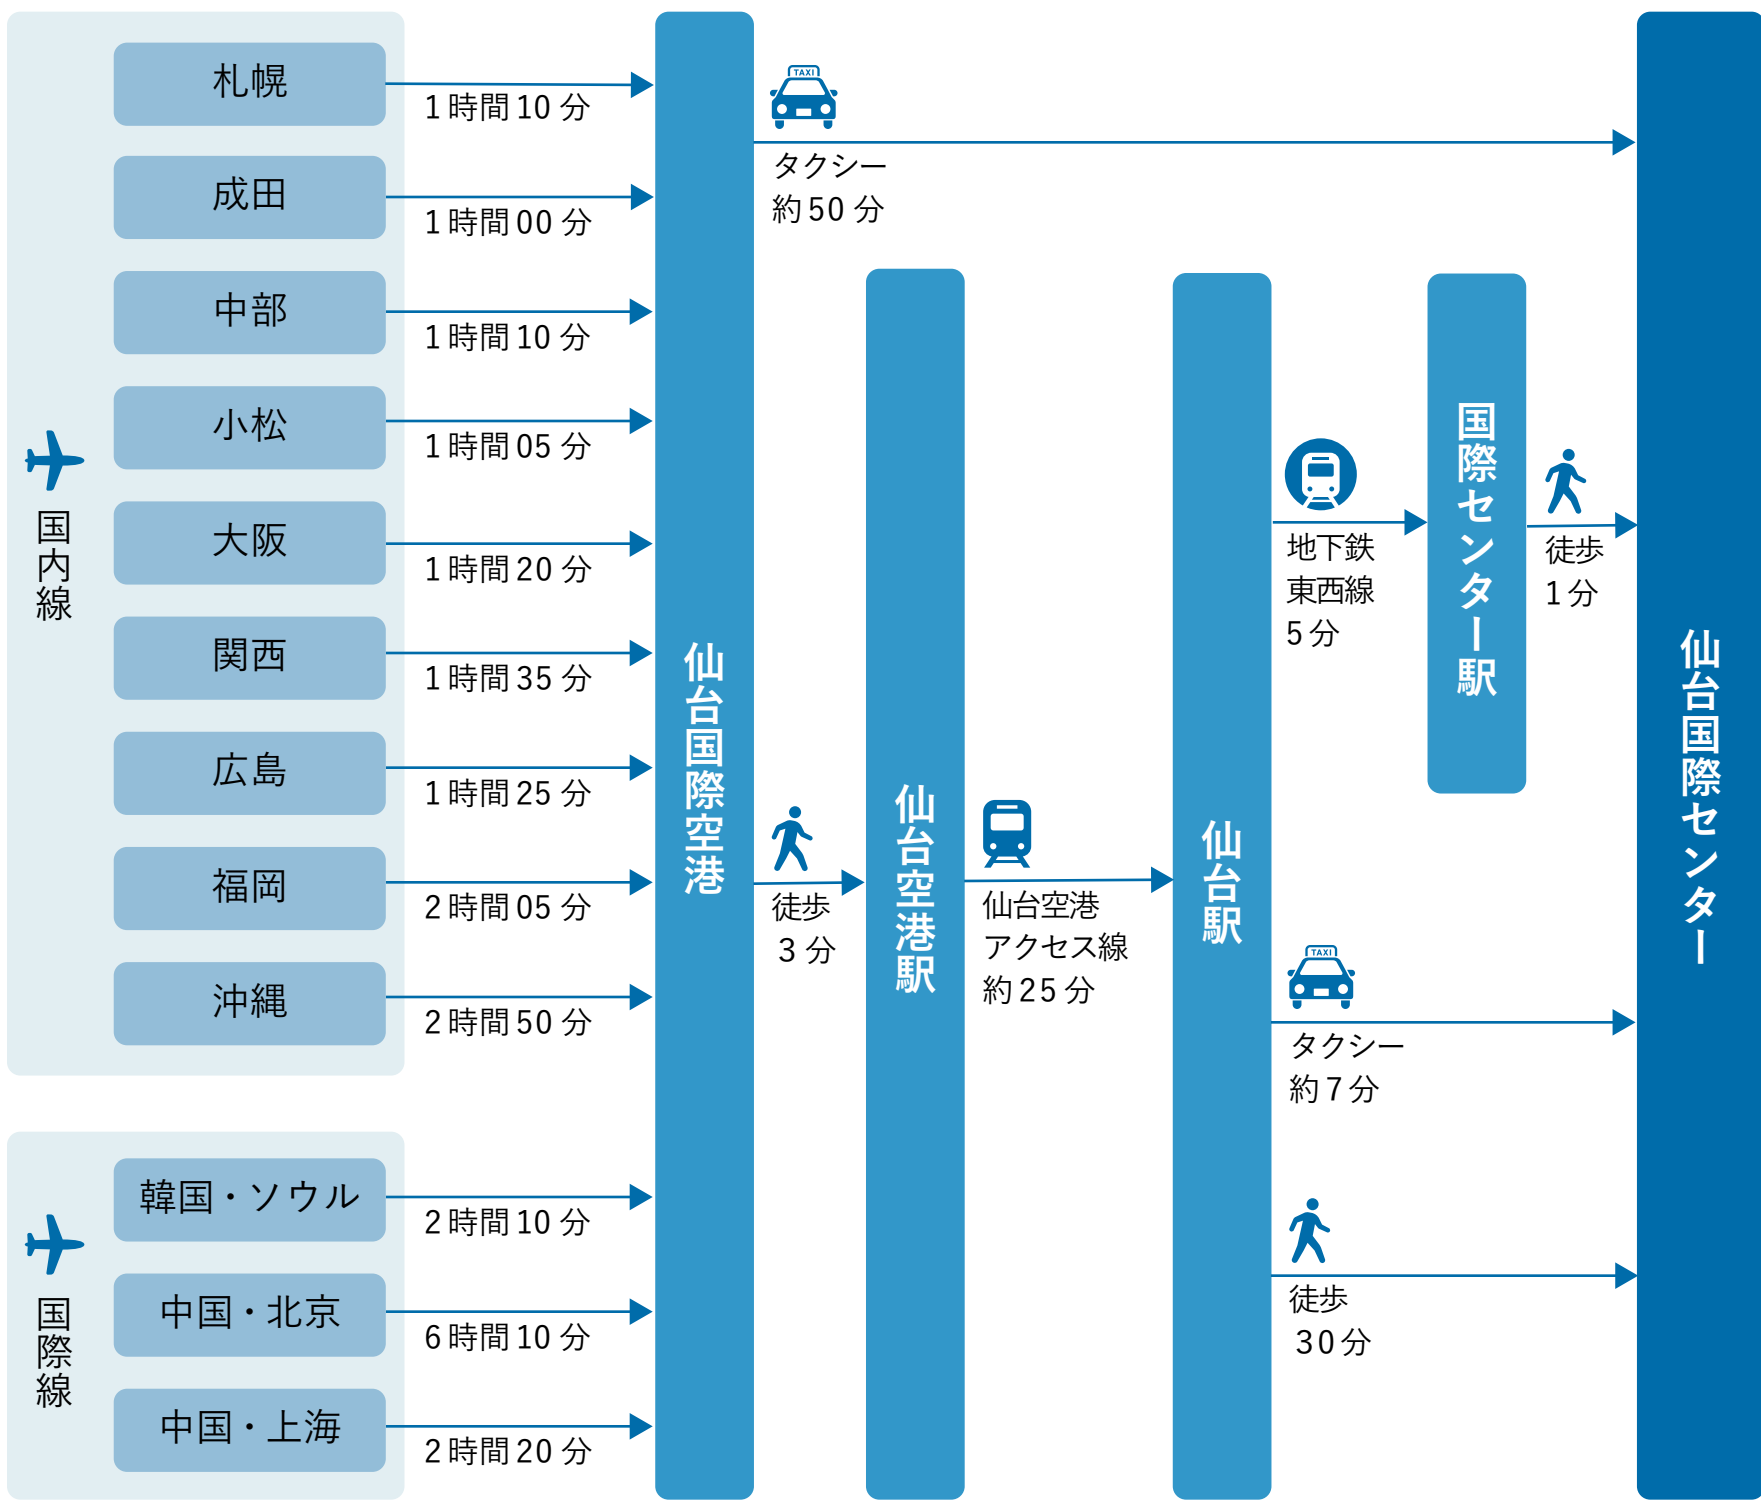 国内線
札幌
1時間10分
成田
1時間00分
中部
1時間10分
小松
1時間05分
大阪
1時間20分
関西
1時間35分
広島
1時間25分
福岡
2時間05分
沖縄
2時間50分
国際線
韓国・ソウル
2時間10分
中国・北京
6時間10分
中国・上海
2時間20分
仙台国際空港
TAXI
タクシー
約50分
徒歩
3分
仙台空港駅
仙台空港
アクセス線
約25分
仙台駅
地下鉄
東西線
5分
国際センター駅
徒歩
1分
TAXI
タクシー
約7分
徒歩
30分
仙台国際センター